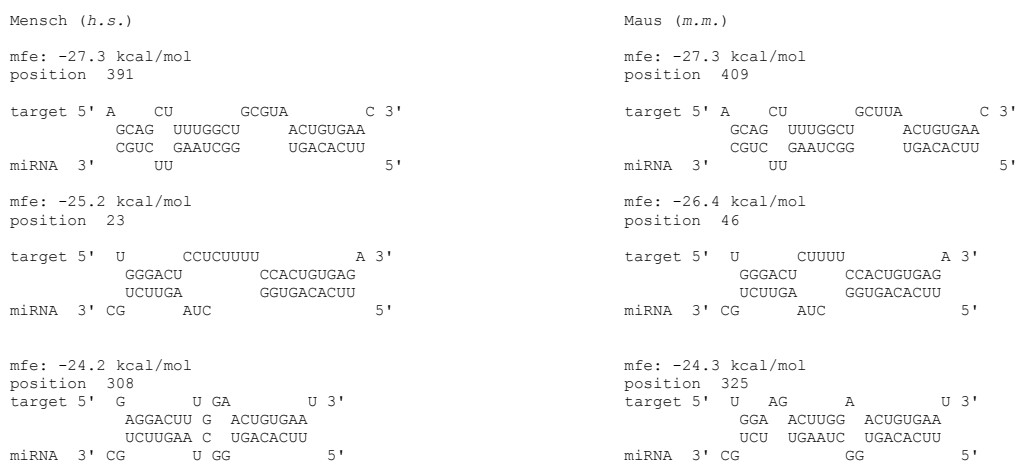 Mensch (h.s.)
mfe: -27.3 kcal/mol
position  391
target 5' A    CU       GCGUA        C 3'
           GCAG  UUUGGCU     ACUGUGAA
           CGUC  GAAUCGG     UGACACUU
miRNA  3'      UU                      5'
mfe: -25.2 kcal/mol
position  23
target 5'  U      CCUCUUUU          A 3'
            GGGACU        CCACUGUGAG
            UCUUGA        GGUGACACUU
miRNA  3' CG      AUC                 5'
mfe: -24.2 kcal/mol
position  308
target 5'  G       U GA        U 3'
            AGGACUU G  ACUGUGAA
            UCUUGAA C  UGACACUU
miRNA  3' CG       U GG          5'
Maus (m.m.)
mfe: -27.3 kcal/mol
position  409
target 5' A    CU       GCUUA        C 3'
           GCAG  UUUGGCU     ACUGUGAA
           CGUC  GAAUCGG     UGACACUU
miRNA  3'      UU                      5'
mfe: -26.4 kcal/mol
position  46
target 5'  U      CUUUU          A 3'
            GGGACU     CCACUGUGAG
            UCUUGA     GGUGACACUU
miRNA  3' CG      AUC              5'
mfe: -24.3 kcal/mol
position  325
target 5'  U   AG      A        U 3'
            GGA  ACUUGG  ACUGUGAA
            UCU  UGAAUC  UGACACUU
miRNA  3' CG           GG          5'